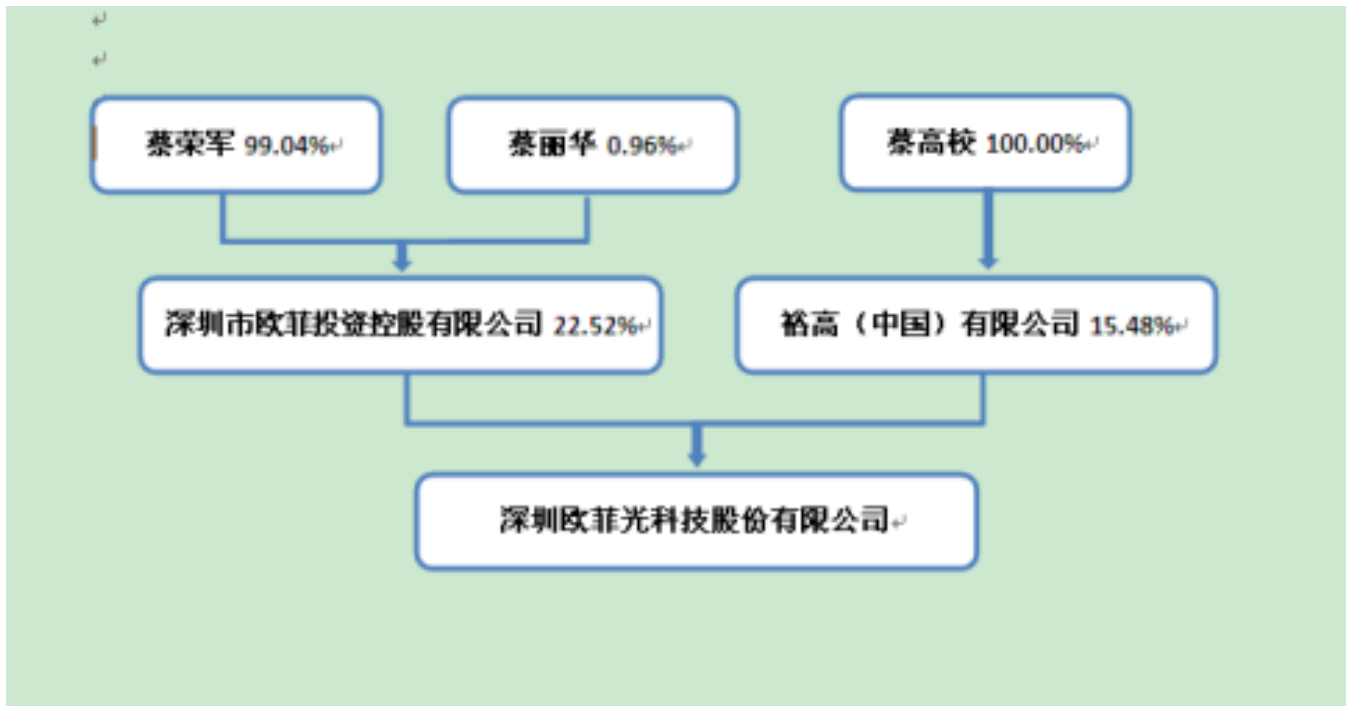 蔡荣军 99.04%
蔡丽华 0.96%
蔡高校 100.00%
深圳市欧菲投资控股有限公司 22.52%
裕高（中国）有限公司 15.48%
深圳欧菲光科技股份有限公司